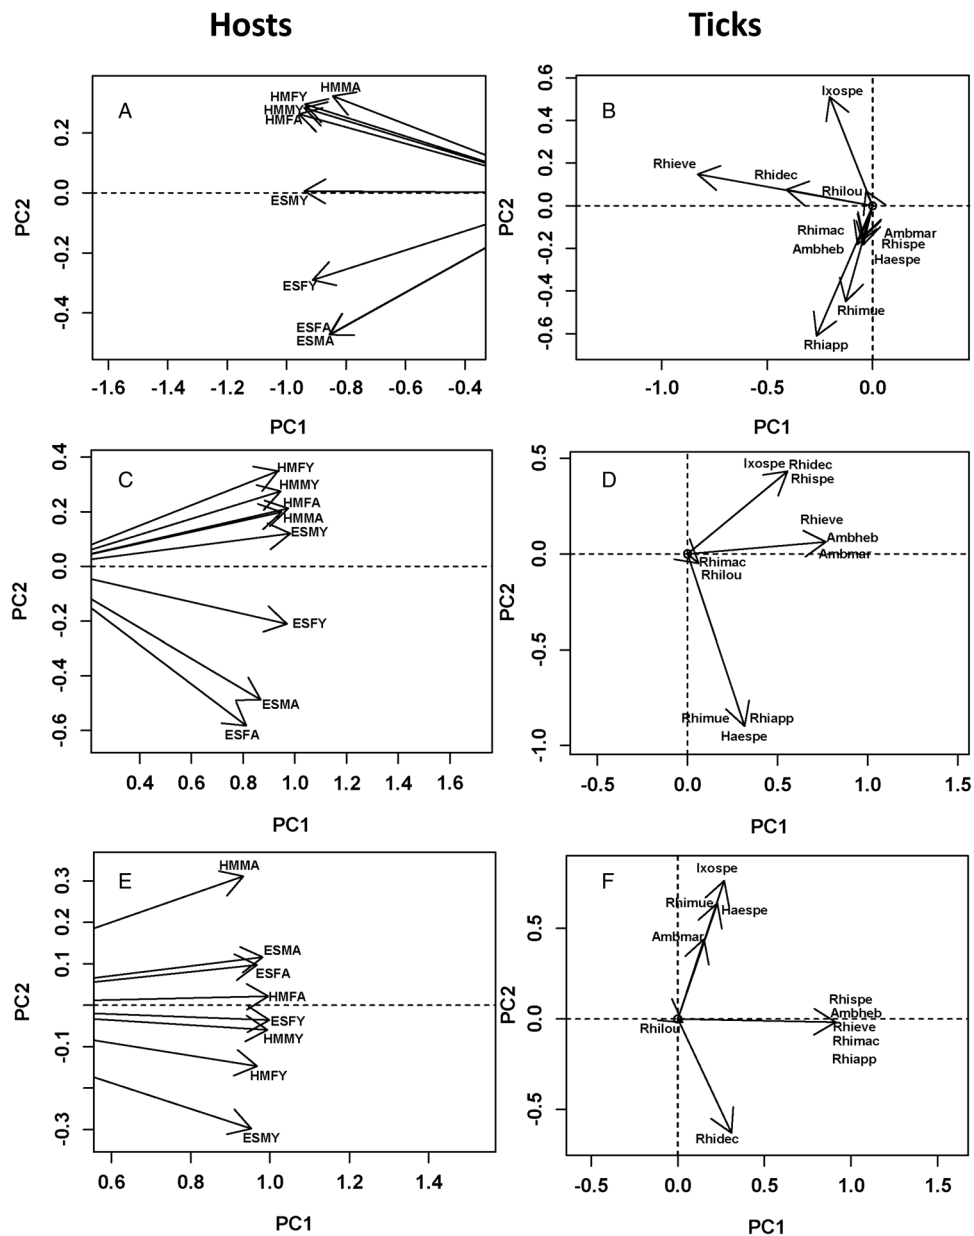 Hosts
Ticks
A
HMMA
HMFY
HMMY
HMFA
ESMY
ESFY
ESFA
ESMA
0.2
0.0
-0.2
-0.4
PC2
-1.6 -1.4 -1.2 -1.0 -0.8 -0.6 -0.4
PC1
B
Ixospe
Rhieve
Rhidec
Rhilou
Rhimac
Ambmar
Ambheb
Rhispe
Haespe
Rhimue
Rhiapp
0.6
0.4
0.2
0.0
-0.2
-0.4
-0.6
PC2
-1.0 -0.5 0.0
PC1
C
HMFY
HMMY
HMFA
HMMA
ESMY
ESFY
ESMA
ESFA
0.4
0.2
0.0
-0.2
-0.4
-0.6
PC2
0.4 0.6 0.8 1.0 1.2 1.4 1.6
PC1
D
Ixospe Rhidec
Rhispe
Rhieve
Ambheb
Ambmar
Rhimac
Rhilou
Rhimue Rhiapp
Haespe
0.5
0.0
-0.5
-1.0
PC2
-0.5 0.0 0.5 1.0 1.5
PC1
E
HMMA
ESMA
ESFA
HMFA
ESFY
HMMY
HMFY
ESMY
0.3
0.2
0.1
-0.1
-0.3
PC2
0.6 0.8 1.0 1.2 1.4
PC1
F
Ixospe
Rhimue
Haespe
Ambmar
Rhispe
Ambheb
Rhilou
Rhieve
Rhimac
Rhiapp
Rhidec
0.5
0.0
-0.5
PC2
-0.5 0.0 0.5 1.0 1.5
PC1